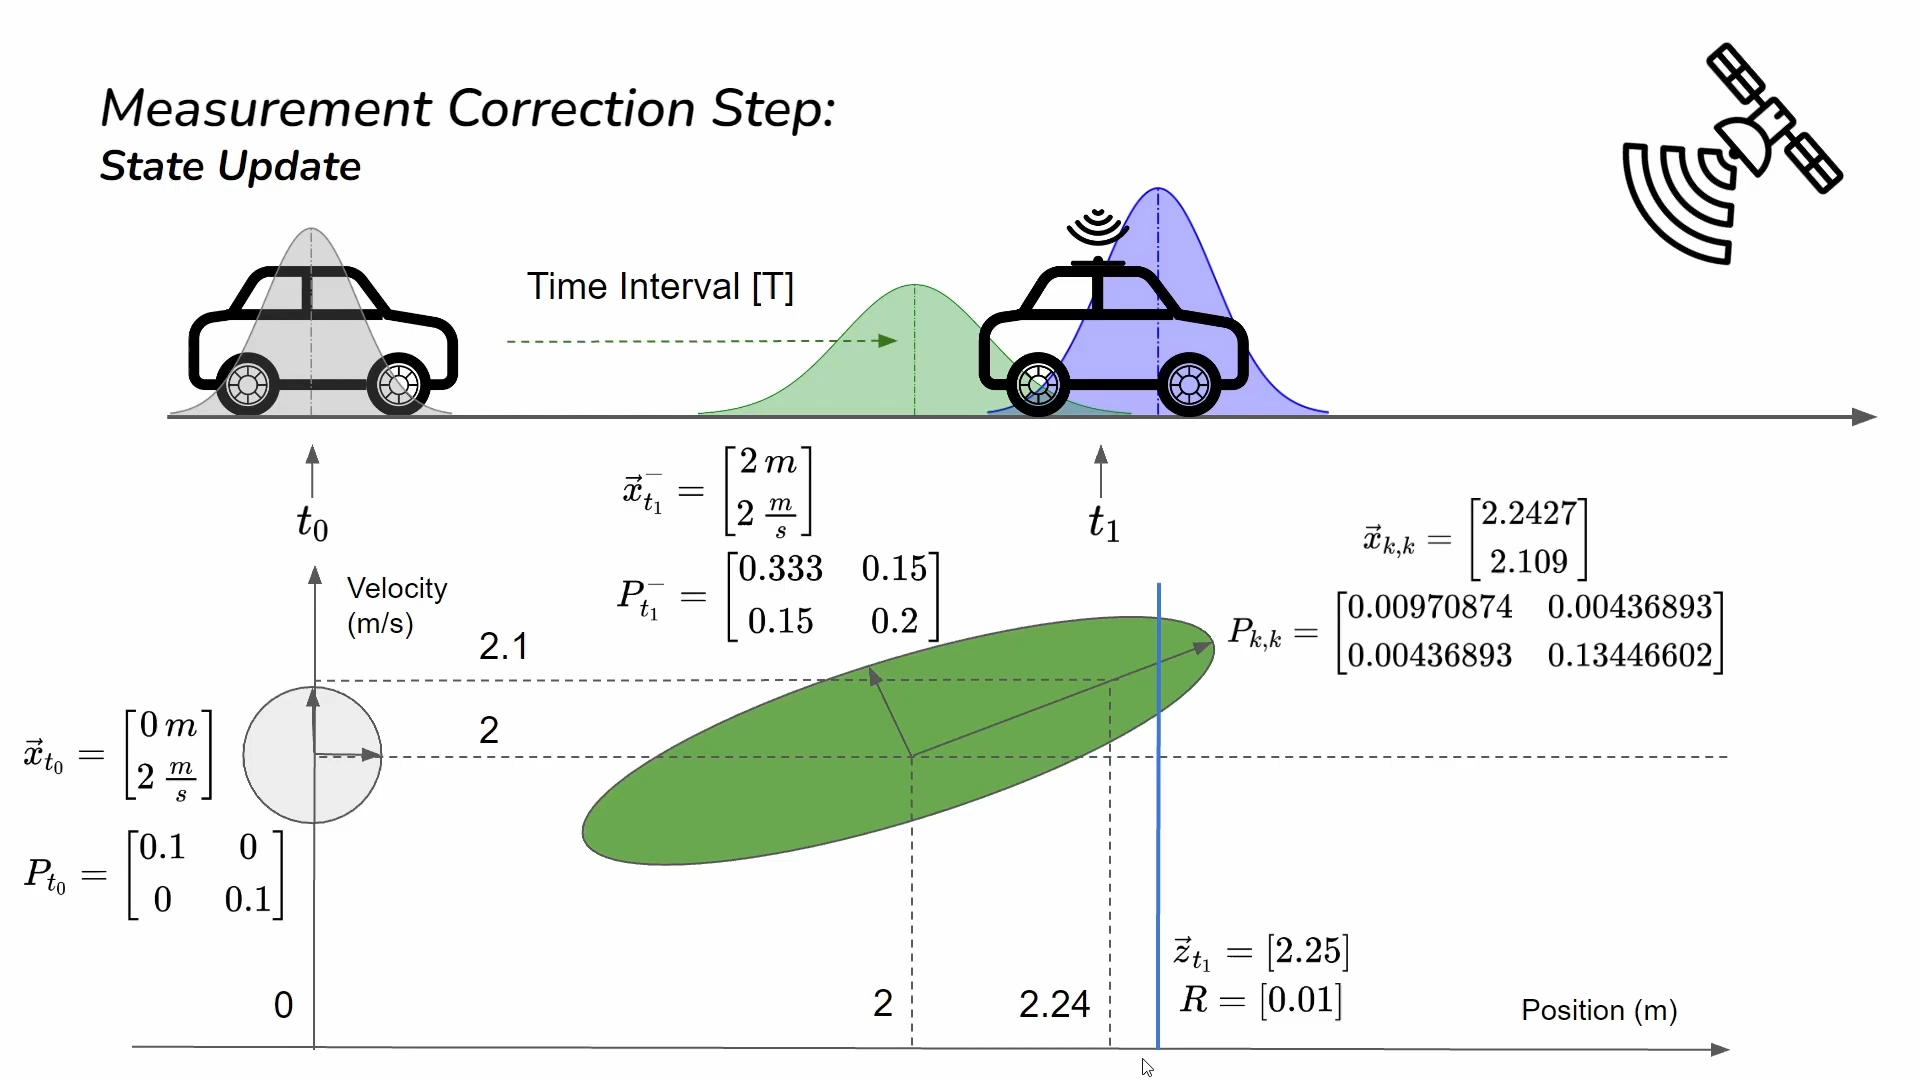 Measurement Correction Step:
State Update
Time Interval [T]
t₀
t₁
x⃗ₜ₁⁻ = [2 m; 2 m/s]
Pₜ₁⁻ = [0.333 0.15; 0.15 0.2]
x⃗ₖ,ₖ = [2.2427; 2.109]
Pₖ,ₖ = [0.00970874 0.00436893; 0.00436893 0.13446602]
Velocity
(m/s)
2.1
2
x⃗ₜ₀ = [0 m; 2 m/s]
Pₜ₀ = [0.1 0; 0 0.1]
z⃗ₜ₁ = [2.25]
R = [0.01]
0
2
2.24
Position (m)